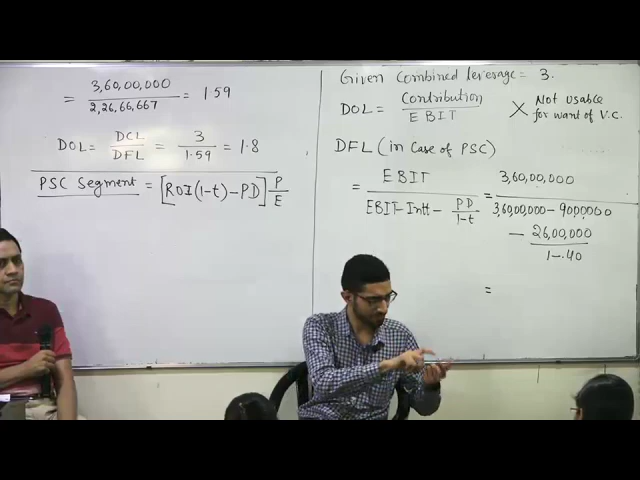 = 3,60,00,000 / 2,26,66,667 = 1.59
DOL = DCL / DFL = 3 / 1.59 = 1.8
PSC Segment = [ROI(1-t) - PD] P / E
Given Combined leverage = 3.
DOL = Contribution / EBIT X Not usable for want of V.C.
DFL (in Case of PSC)
= EBIT / EBIT - Intt - PD / 1-t = 3,60,00,000 / 3,60,00,000 - 9000000 - 26,00,000 / 1-.40
=